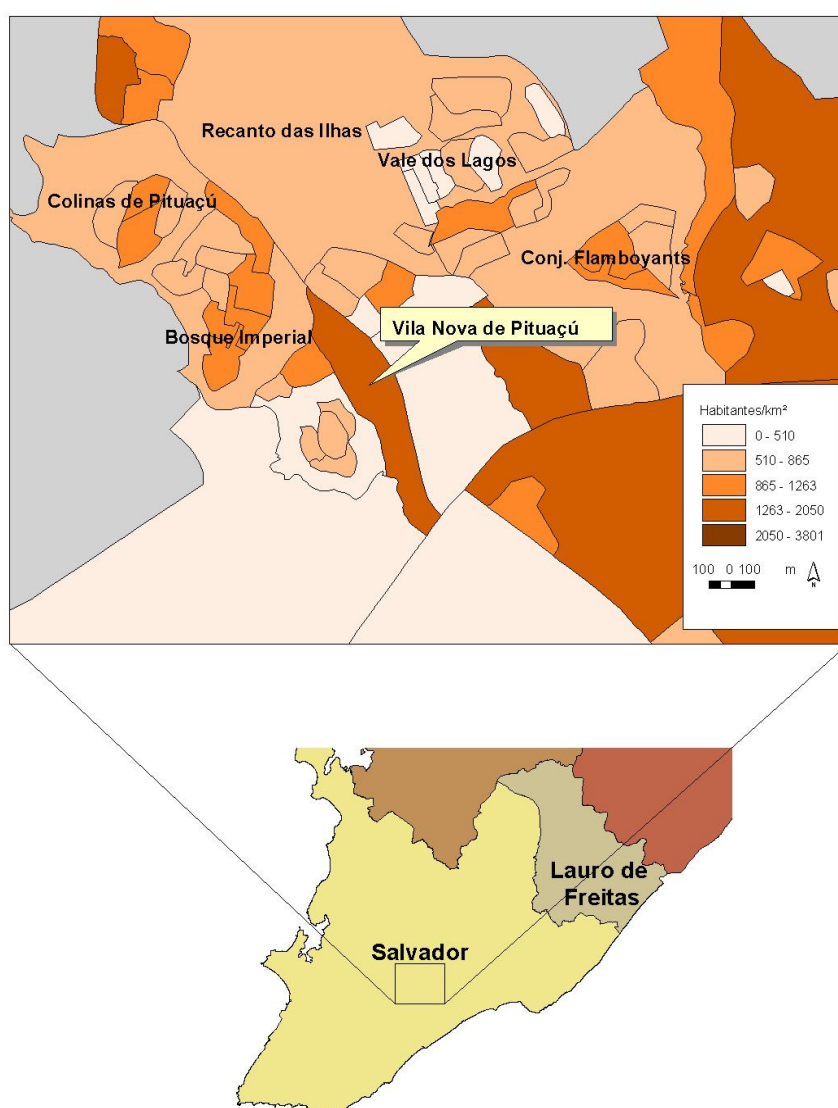 Recanto das Ilhas
Vale dos Lagos
Colinas de Pituaçú
Conj. Flamboyants
Bosque Imperial
Vila Nova de Pituaçú
Habitantes/km²
0 - 510
510 - 865
865 - 1263
1263 - 2050
2050 - 3801
100 0 100 m
N
Lauro de
Freitas
Salvador